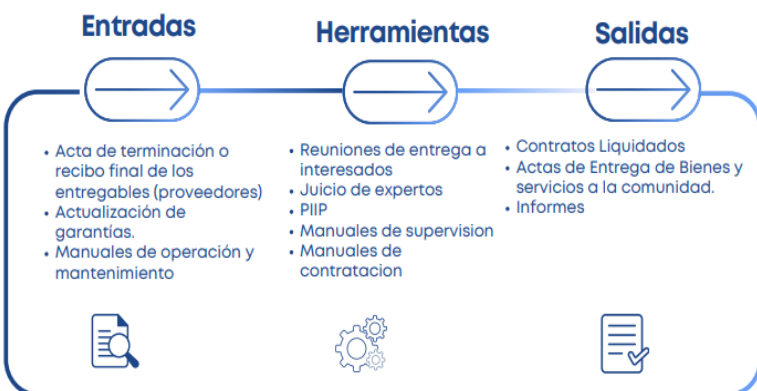 Entradas
• Acta de terminación o
recibo final de los
entregables (proveedores)
• Actualización de
garantías.
• Manuales de operación y
mantenimiento
Herramientas
• Reuniones de entrega a
interesados
• Juicio de expertos
• PIIP
• Manuales de supervision
• Manuales de
contratacion
Salidas
• Contratos Liquidados
• Actas de Entrega de Bienes y
servicios a la comunidad.
• Informes